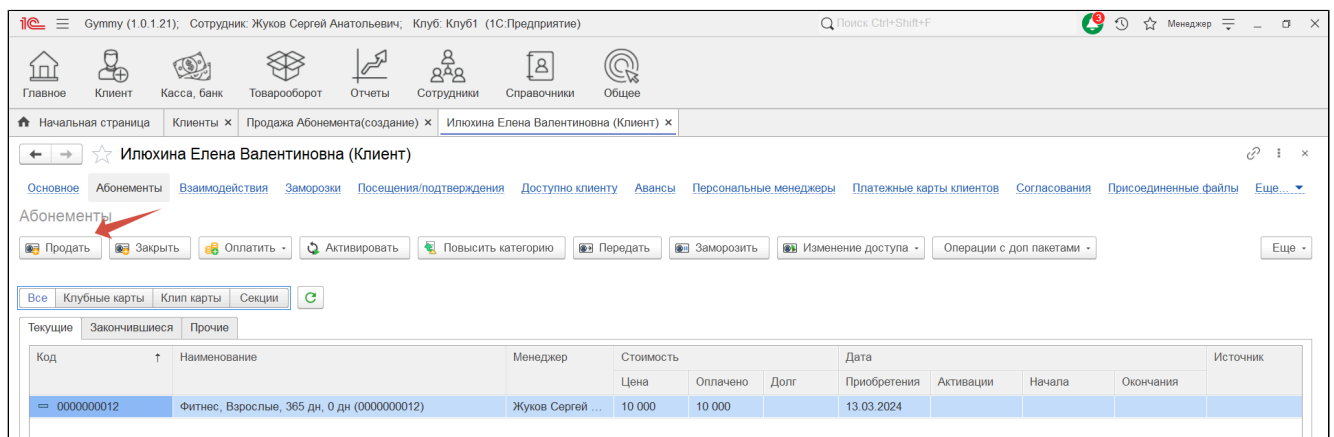 1С Gymmy (1.0.1.21); Сотрудник: Жуков Сергей Анатольевич; Клуб: Клуб1 (1С:Предприятие) Поиск Ctrl+Shift+F 3 Менеджер
Главное Клиент Касса, банк Товарооборот Отчеты Сотрудники Справочники Общее
Начальная страница Клиенты × Продажа Абонемента(создание) × Илюхина Елена Валентиновна (Клиент) ×
Илюхина Елена Валентиновна (Клиент)
Основное Абонементы Взаимодействия Заморозки Посещения/подтверждения Доступно клиенту Авансы Персональные менеджеры Платежные карты клиентов Согласования Присоединенные файлы Еще...
Абонементы
Продать Закрыть Оплатить Активировать Повысить категорию Передать Заморозить Изменение доступа Операции с доп пакетами Еще
Все Клубные карты Клип карты Секции
Текущие Закончившиеся Прочие
Код ↑ Наименование Менеджер Стоимость Дата Источник
Цена Оплачено Долг Приобретения Активации Начала Окончания
0000000012 Фитнес, Взрослые, 365 дн, 0 дн (0000000012) Жуков Сергей ... 10 000 10 000 13.03.2024